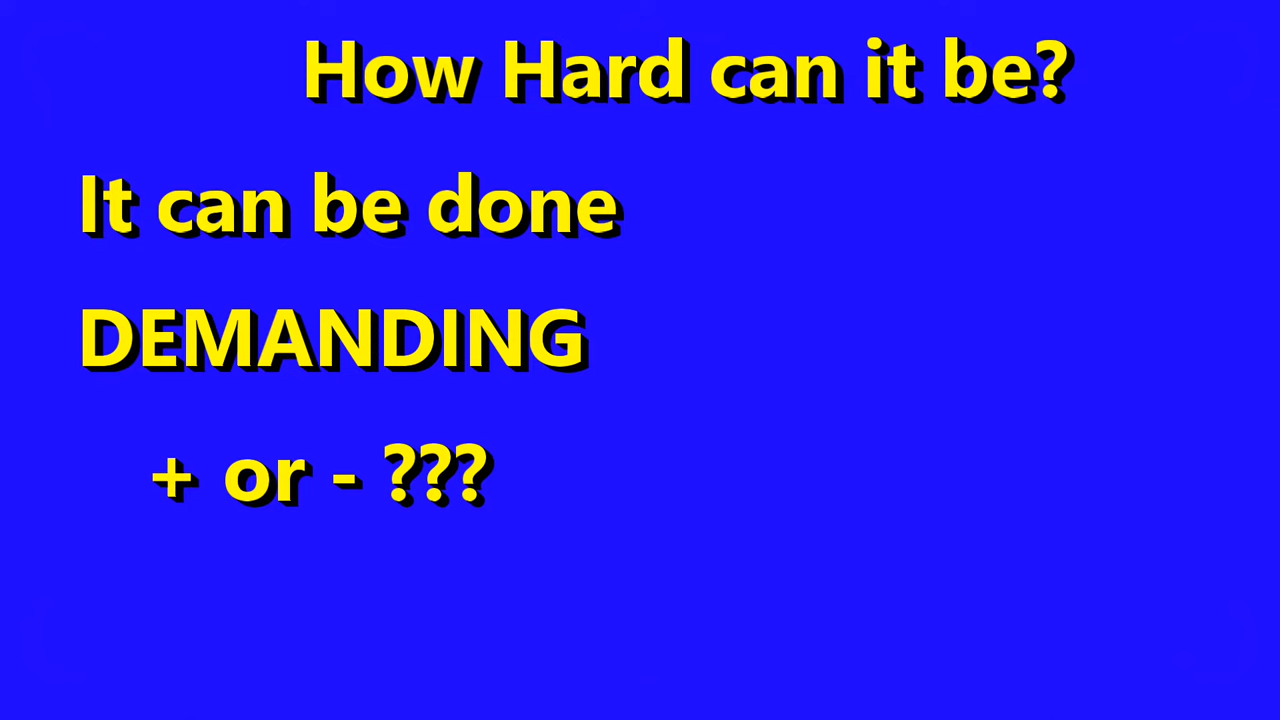 How Hard can it be?
It can be done
DEMANDING
+ or - ???